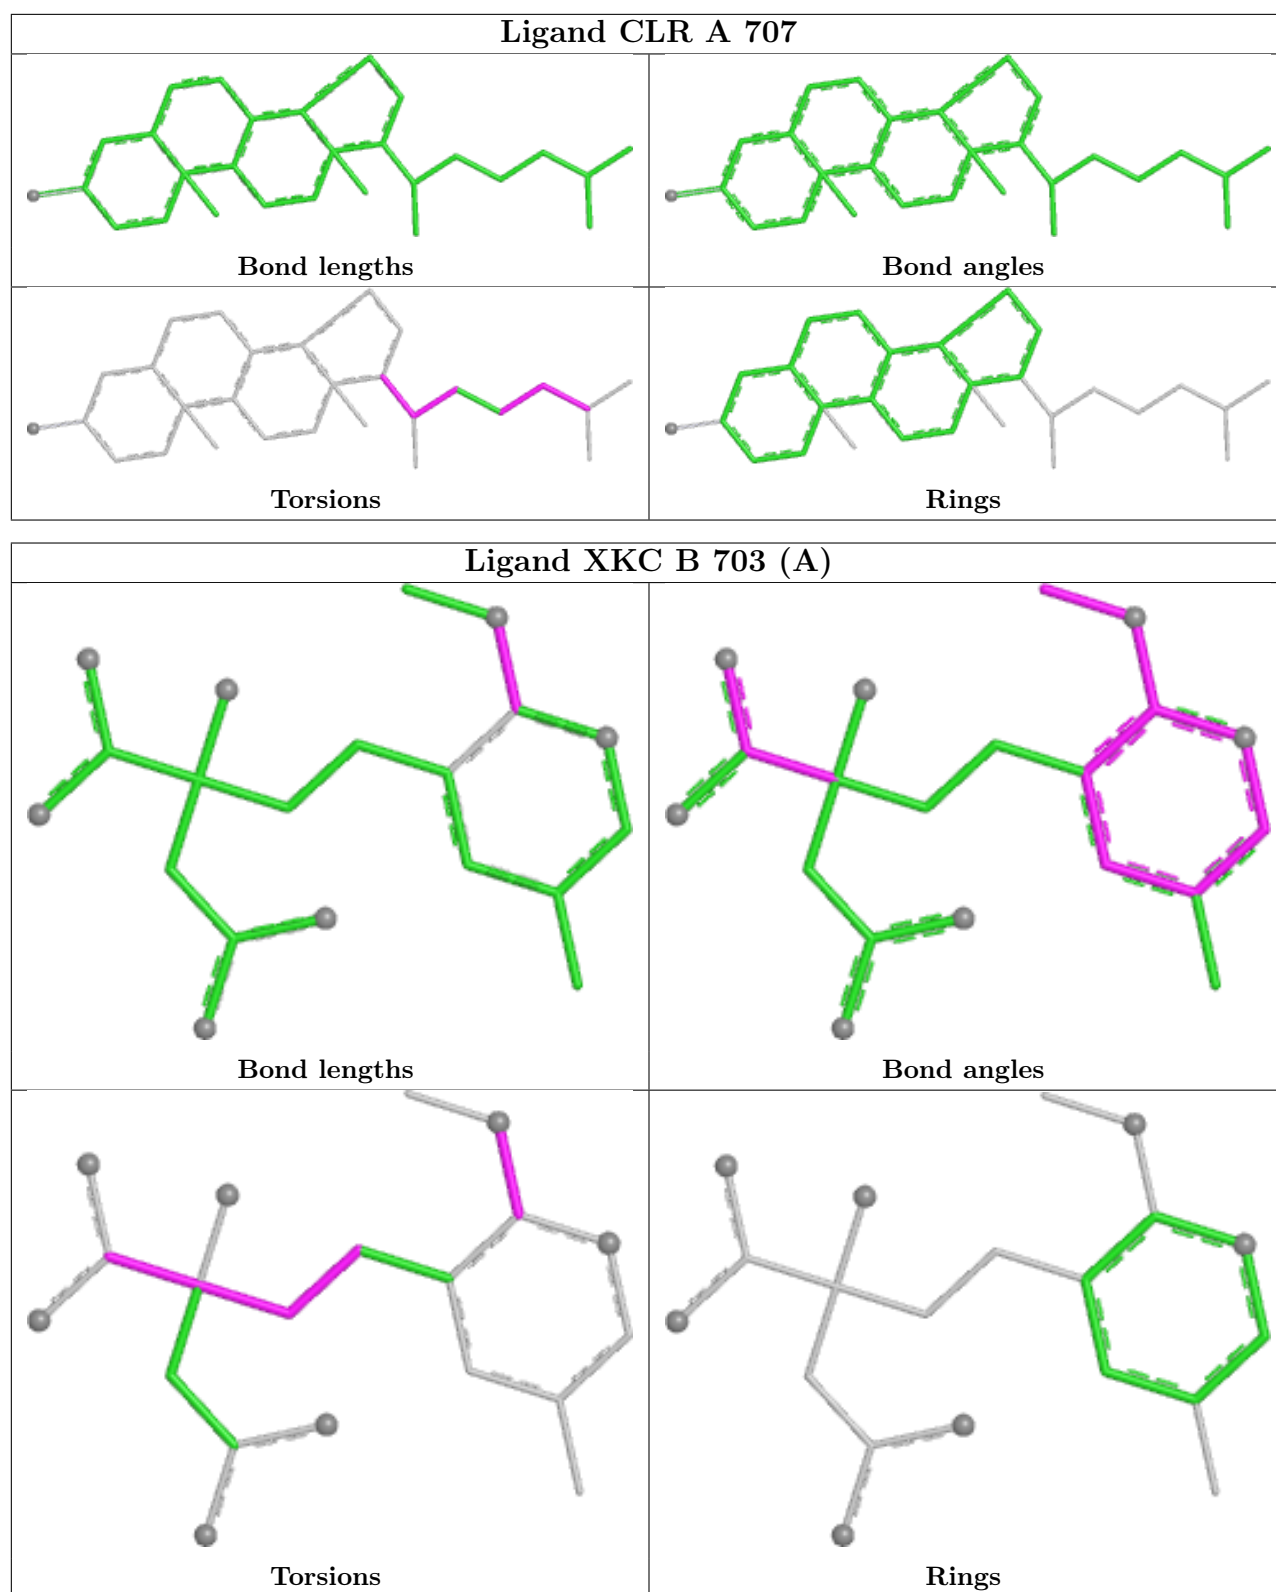 Ligand CLR A 707
Bond lengths
Bond angles
Torsions
Rings
Ligand XKC B 703 (A)
Bond lengths
Bond angles
Torsions
Rings